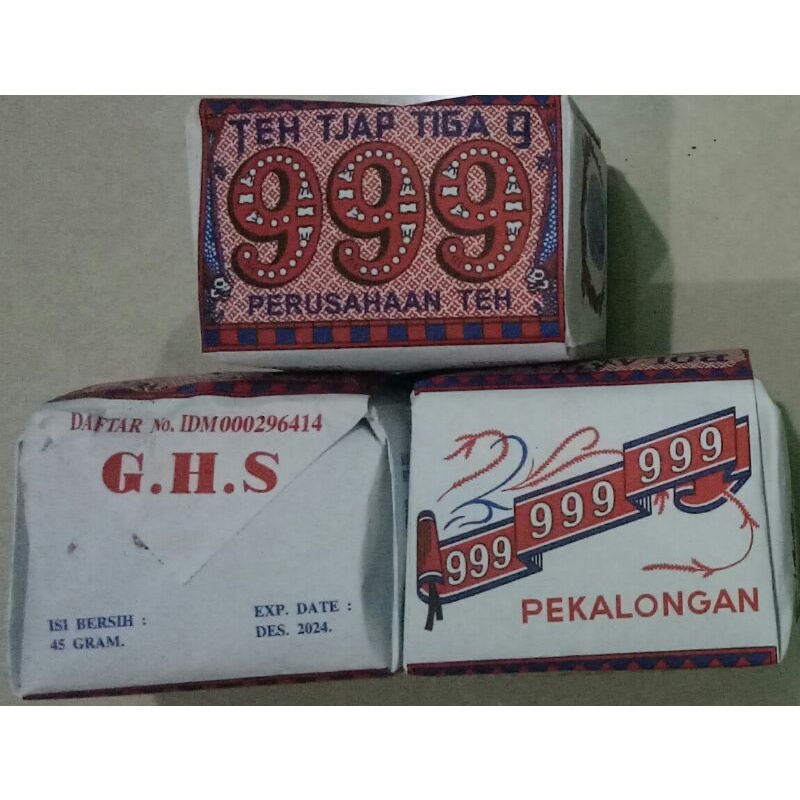 TEH TJAP TIGA 9
999
PERUSAHAAN TEH
DAFTAR No. IDM000296414
G.H.S
ISI BERSIH :
45 GRAM.
EXP. DATE :
DES. 2024.
999 999 999
PEKALONGAN